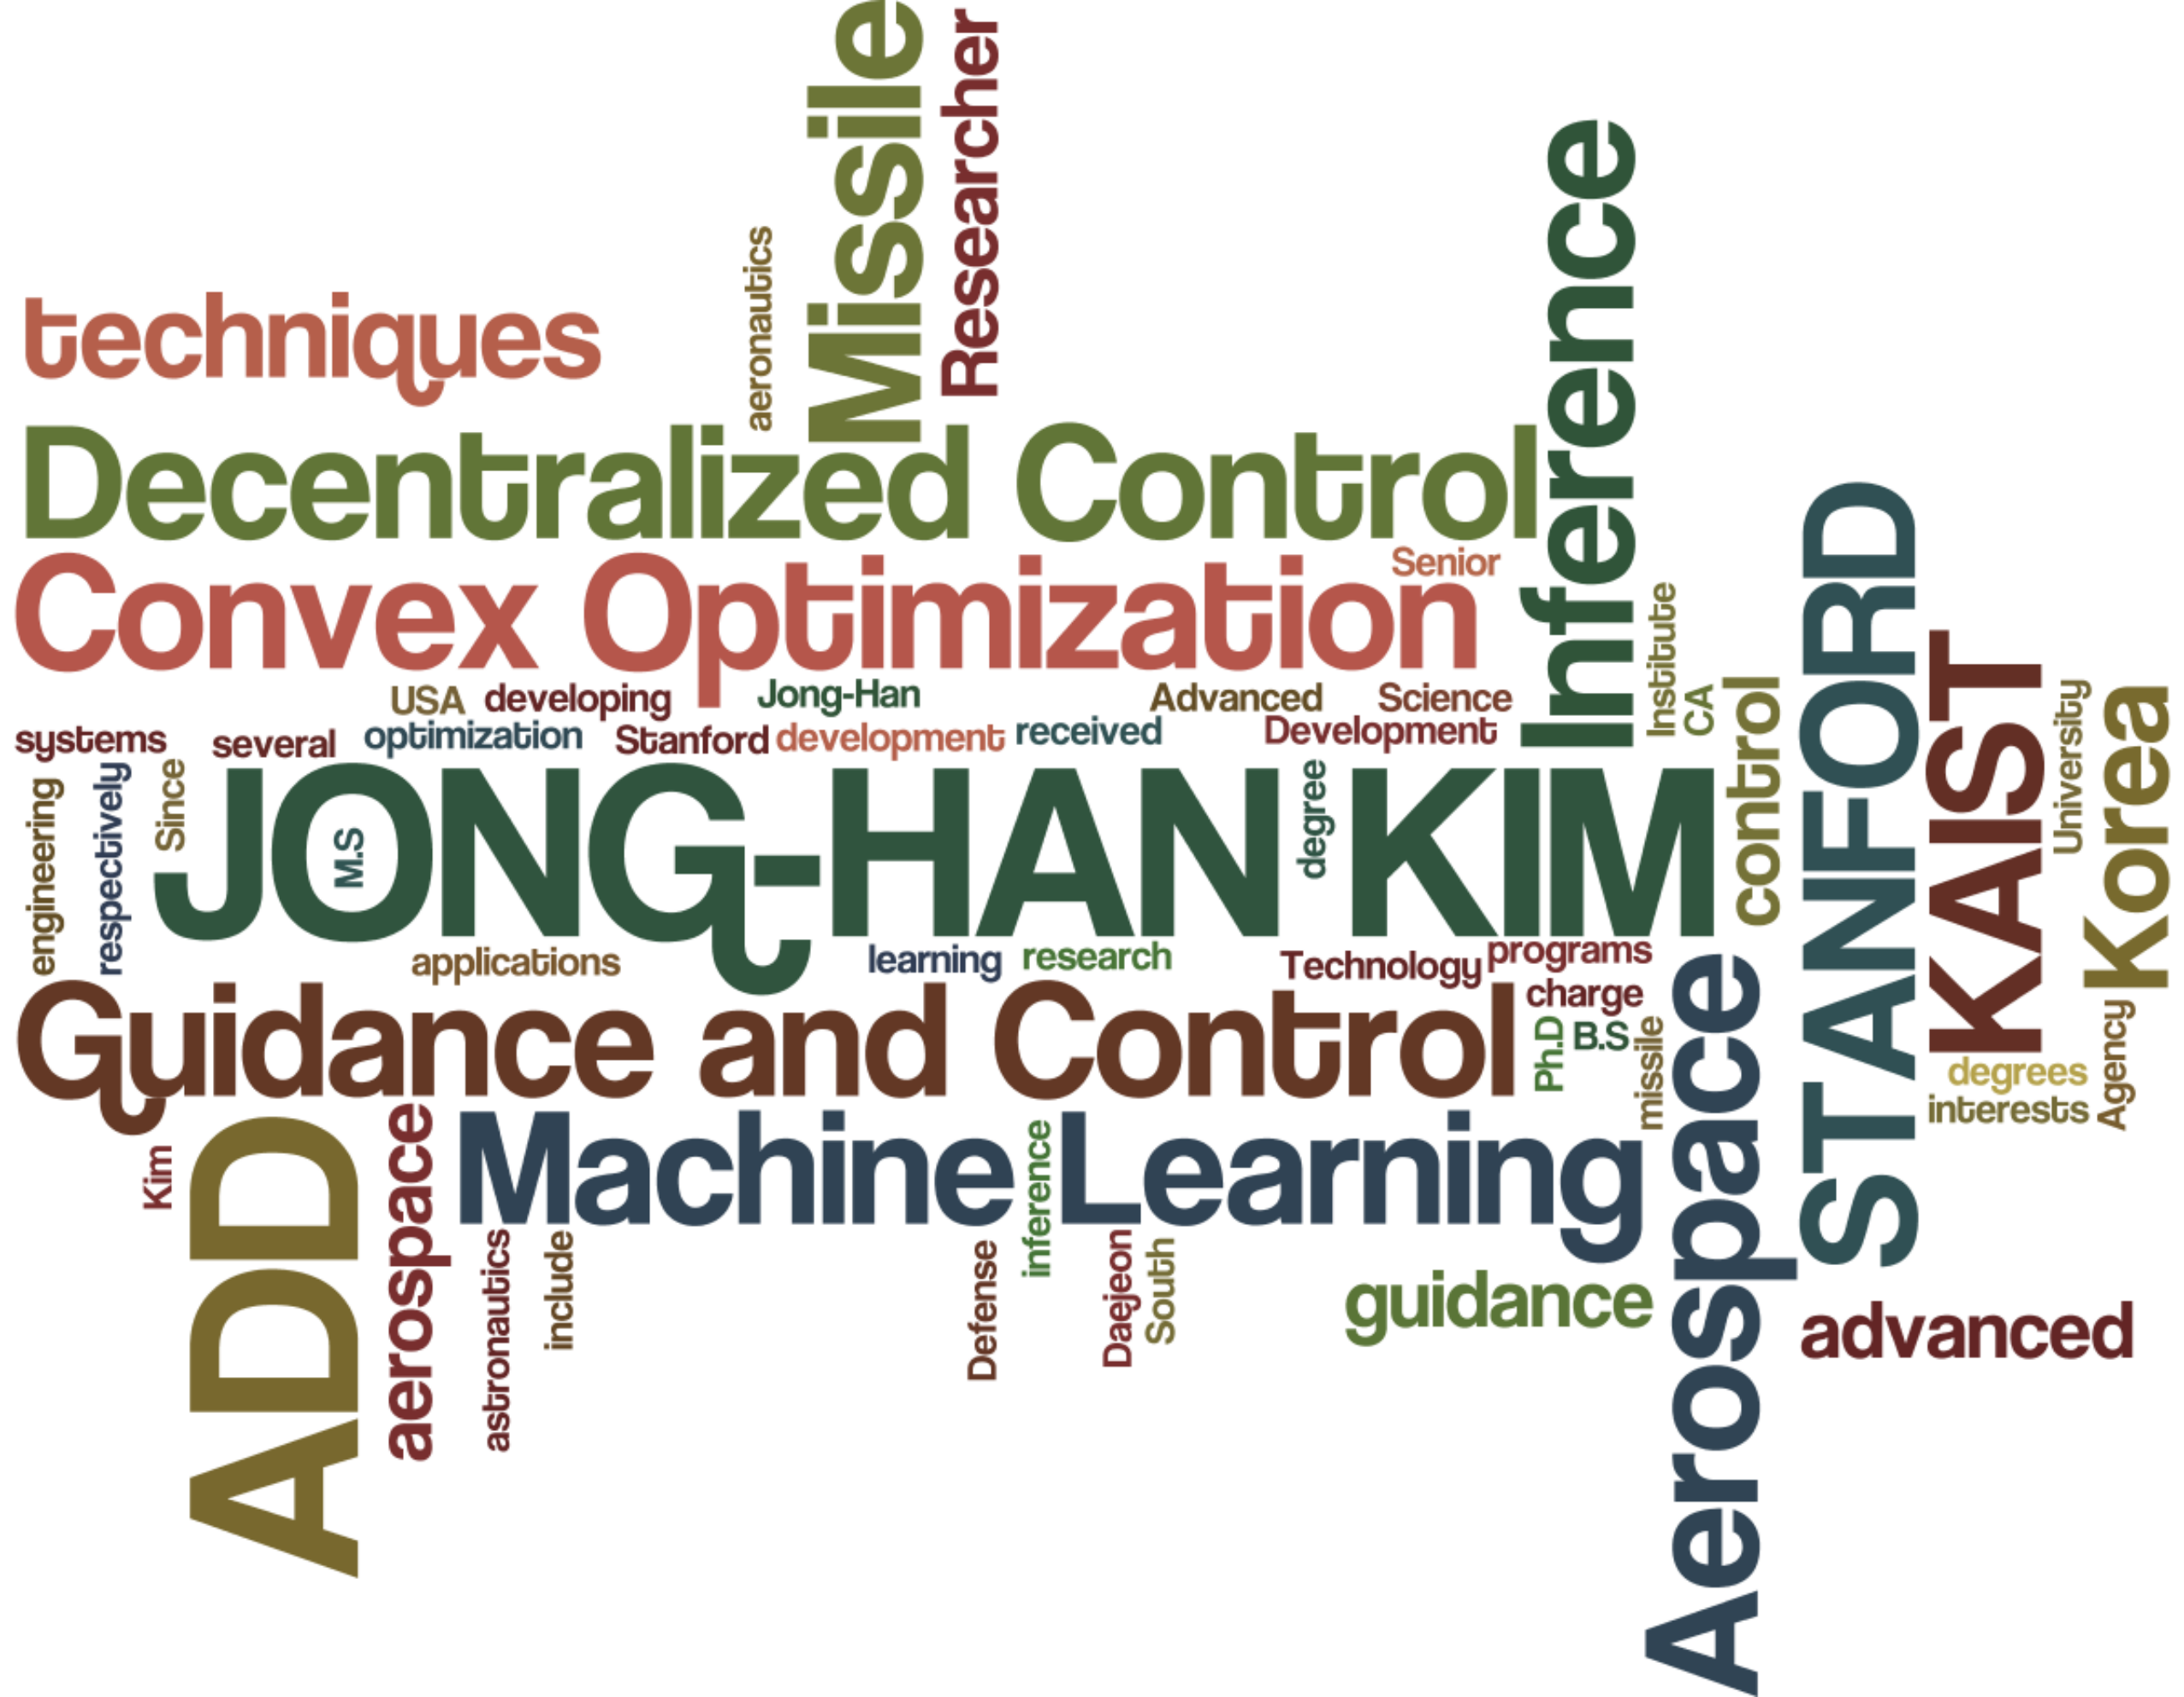 Missile
Researcher
aeronautics
techniques
Inference
Decentralized Control
Convex Optimization
Senior
STANFORD
KAIST
Institute
CA
USA
developing
Jong-Han
Advanced
Science
systems
several
optimization
Stanford
development
received
Development
control
University
Korea
engineering
respectively
Since
JONG-HAN KIM
M.S
degree
applications
learning
research
Technology
programs
charge
Guidance and Control
Ph.D
B.S
missile
Aerospace
degrees
interests
Agency
Kim
ADD
aerospace
Machine Learning
inference
astronautics
include
Defense
Daejeon
South
guidance
advanced